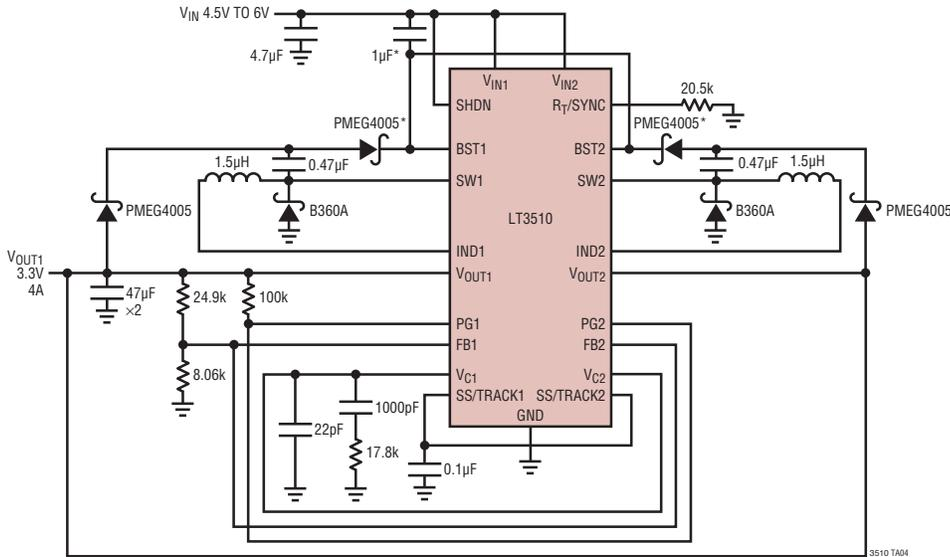 VIN 4.5V TO 6V
4.7µF
1µF*
VIN1
VIN2
SHDN
RT/SYNC
20.5k
PMEG4005*
PMEG4005*
BST1
BST2
1.5µH
0.47µF
0.47µF
1.5µH
SW1
SW2
PMEG4005
B360A
LT3510
B360A
PMEG4005
IND1
IND2
VOUT1
3.3V
4A
VOUT1
VOUT2
47µF
×2
24.9k
100k
PG1
PG2
FB1
FB2
8.06k
VC1
VC2
SS/TRACK1
SS/TRACK2
GND
1000pF
22pF
17.8k
0.1µF
3510 TA04